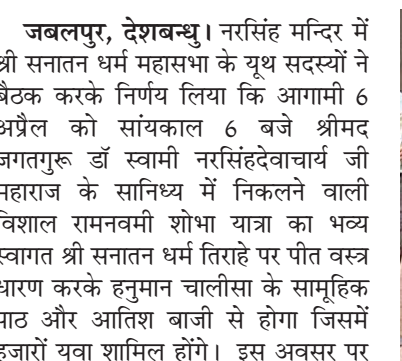 जबलपुर, देशबन्धु। नरसिंह मन्दिर में
श्री सनातन धर्म महासभा के यूथ सदस्यों ने
बैठक करके निर्णय लिया कि आगामी 6
अप्रैल को सांयकाल 6 बजे श्रीमद
जगतगुरू डॉ स्वामी नरसिंहदेवाचार्य जी
महाराज के सानिध्य में निकलने वाली
विशाल रामनवमी शोभा यात्रा का भव्य
स्वागत श्री सनातन धर्म तिराहे पर पीत वस्त्र
धारण करके हनुमान चालीसा के सामूहिक
पाठ और आतिश बाजी से होगा जिसमें
हजारों युवा शामिल होंगे। इस अवसर पर